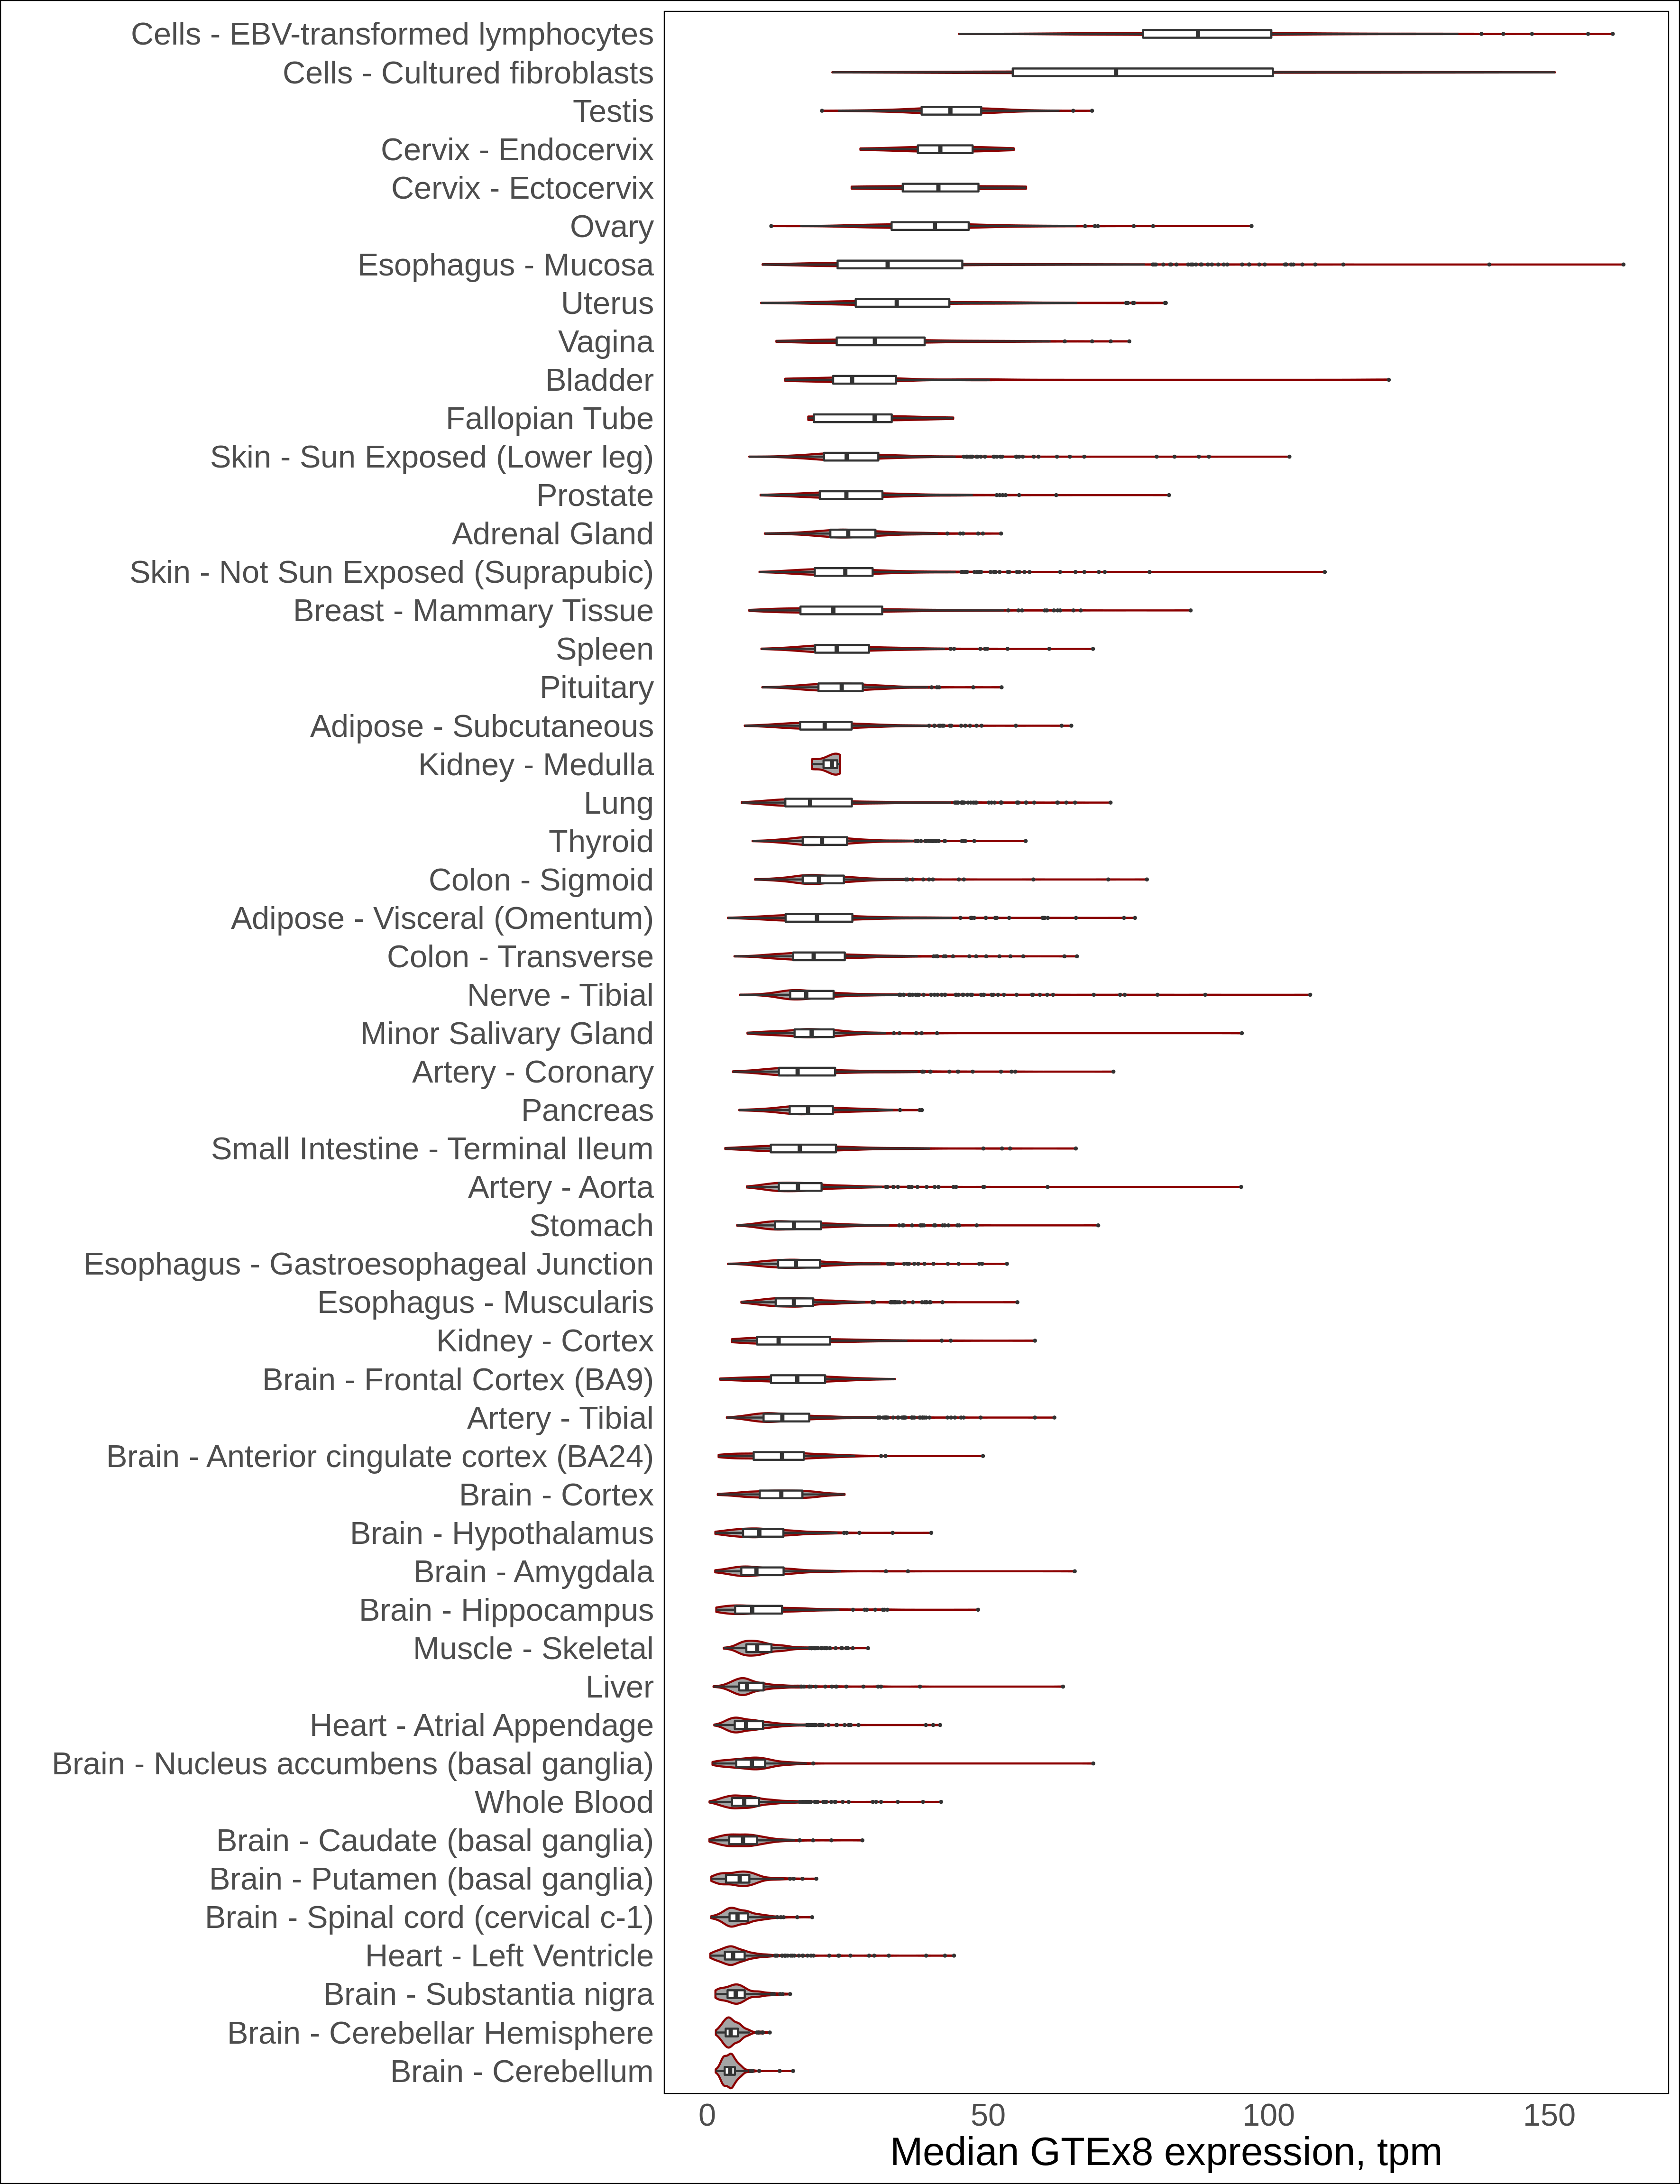 Cells - EBV-transformed lymphocytes
Cells - Cultured fibroblasts
Testis
Cervix - Endocervix
Cervix - Ectocervix
Ovary
Esophagus - Mucosa
Uterus
Vagina
Bladder
Fallopian Tube
Skin - Sun Exposed (Lower leg)
Prostate
Adrenal Gland
Skin - Not Sun Exposed (Suprapubic)
Breast - Mammary Tissue
Spleen
Pituitary
Adipose - Subcutaneous
Kidney - Medulla
Lung
Thyroid
Colon - Sigmoid
Adipose - Visceral (Omentum)
Colon - Transverse
Nerve - Tibial
Minor Salivary Gland
Artery - Coronary
Pancreas
Small Intestine - Terminal Ileum
Artery - Aorta
Stomach
Esophagus - Gastroesophageal Junction
Esophagus - Muscularis
Kidney - Cortex
Brain - Frontal Cortex (BA9)
Artery - Tibial
Brain - Anterior cingulate cortex (BA24)
Brain - Cortex
Brain - Hypothalamus
Brain - Amygdala
Brain - Hippocampus
Muscle - Skeletal
Liver
Heart - Atrial Appendage
Brain - Nucleus accumbens (basal ganglia)
Whole Blood
Brain - Caudate (basal ganglia)
Brain - Putamen (basal ganglia)
Brain - Spinal cord (cervical c-1)
Heart - Left Ventricle
Brain - Substantia nigra
Brain - Cerebellar Hemisphere
Brain - Cerebellum
0 50 100 150
Median GTEx8 expression, tpm